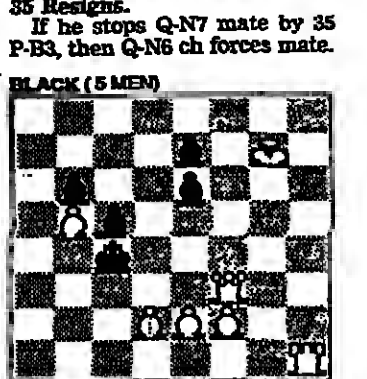 35 Resigns.
If he stops Q-N7 mate by 35
P-B3, then Q-N6 ch forces mate.
BLACK (5 MEN)